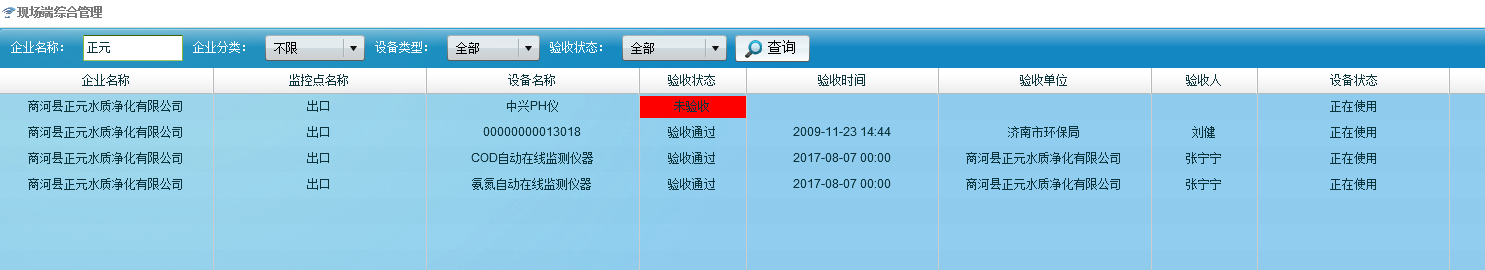 现场端综合管理
企业名称： 正元 企业分类： 不限 设备类型： 全部 验收状态： 全部 查询
企业名称 监控点名称 设备名称 验收状态 验收时间 验收单位 验收人 设备状态
商河县正元水质净化有限公司 出口 中兴PH仪 未验收 正在使用
商河县正元水质净化有限公司 出口 00000000013018 验收通过 2009-11-23 14:44 济南市环保局 刘健 正在使用
商河县正元水质净化有限公司 出口 COD自动在线监测仪器 验收通过 2017-08-07 00:00 商河县正元水质净化有限公司 张宁宁 正在使用
商河县正元水质净化有限公司 出口 氨氮自动在线监测仪器 验收通过 2017-08-07 00:00 商河县正元水质净化有限公司 张宁宁 正在使用